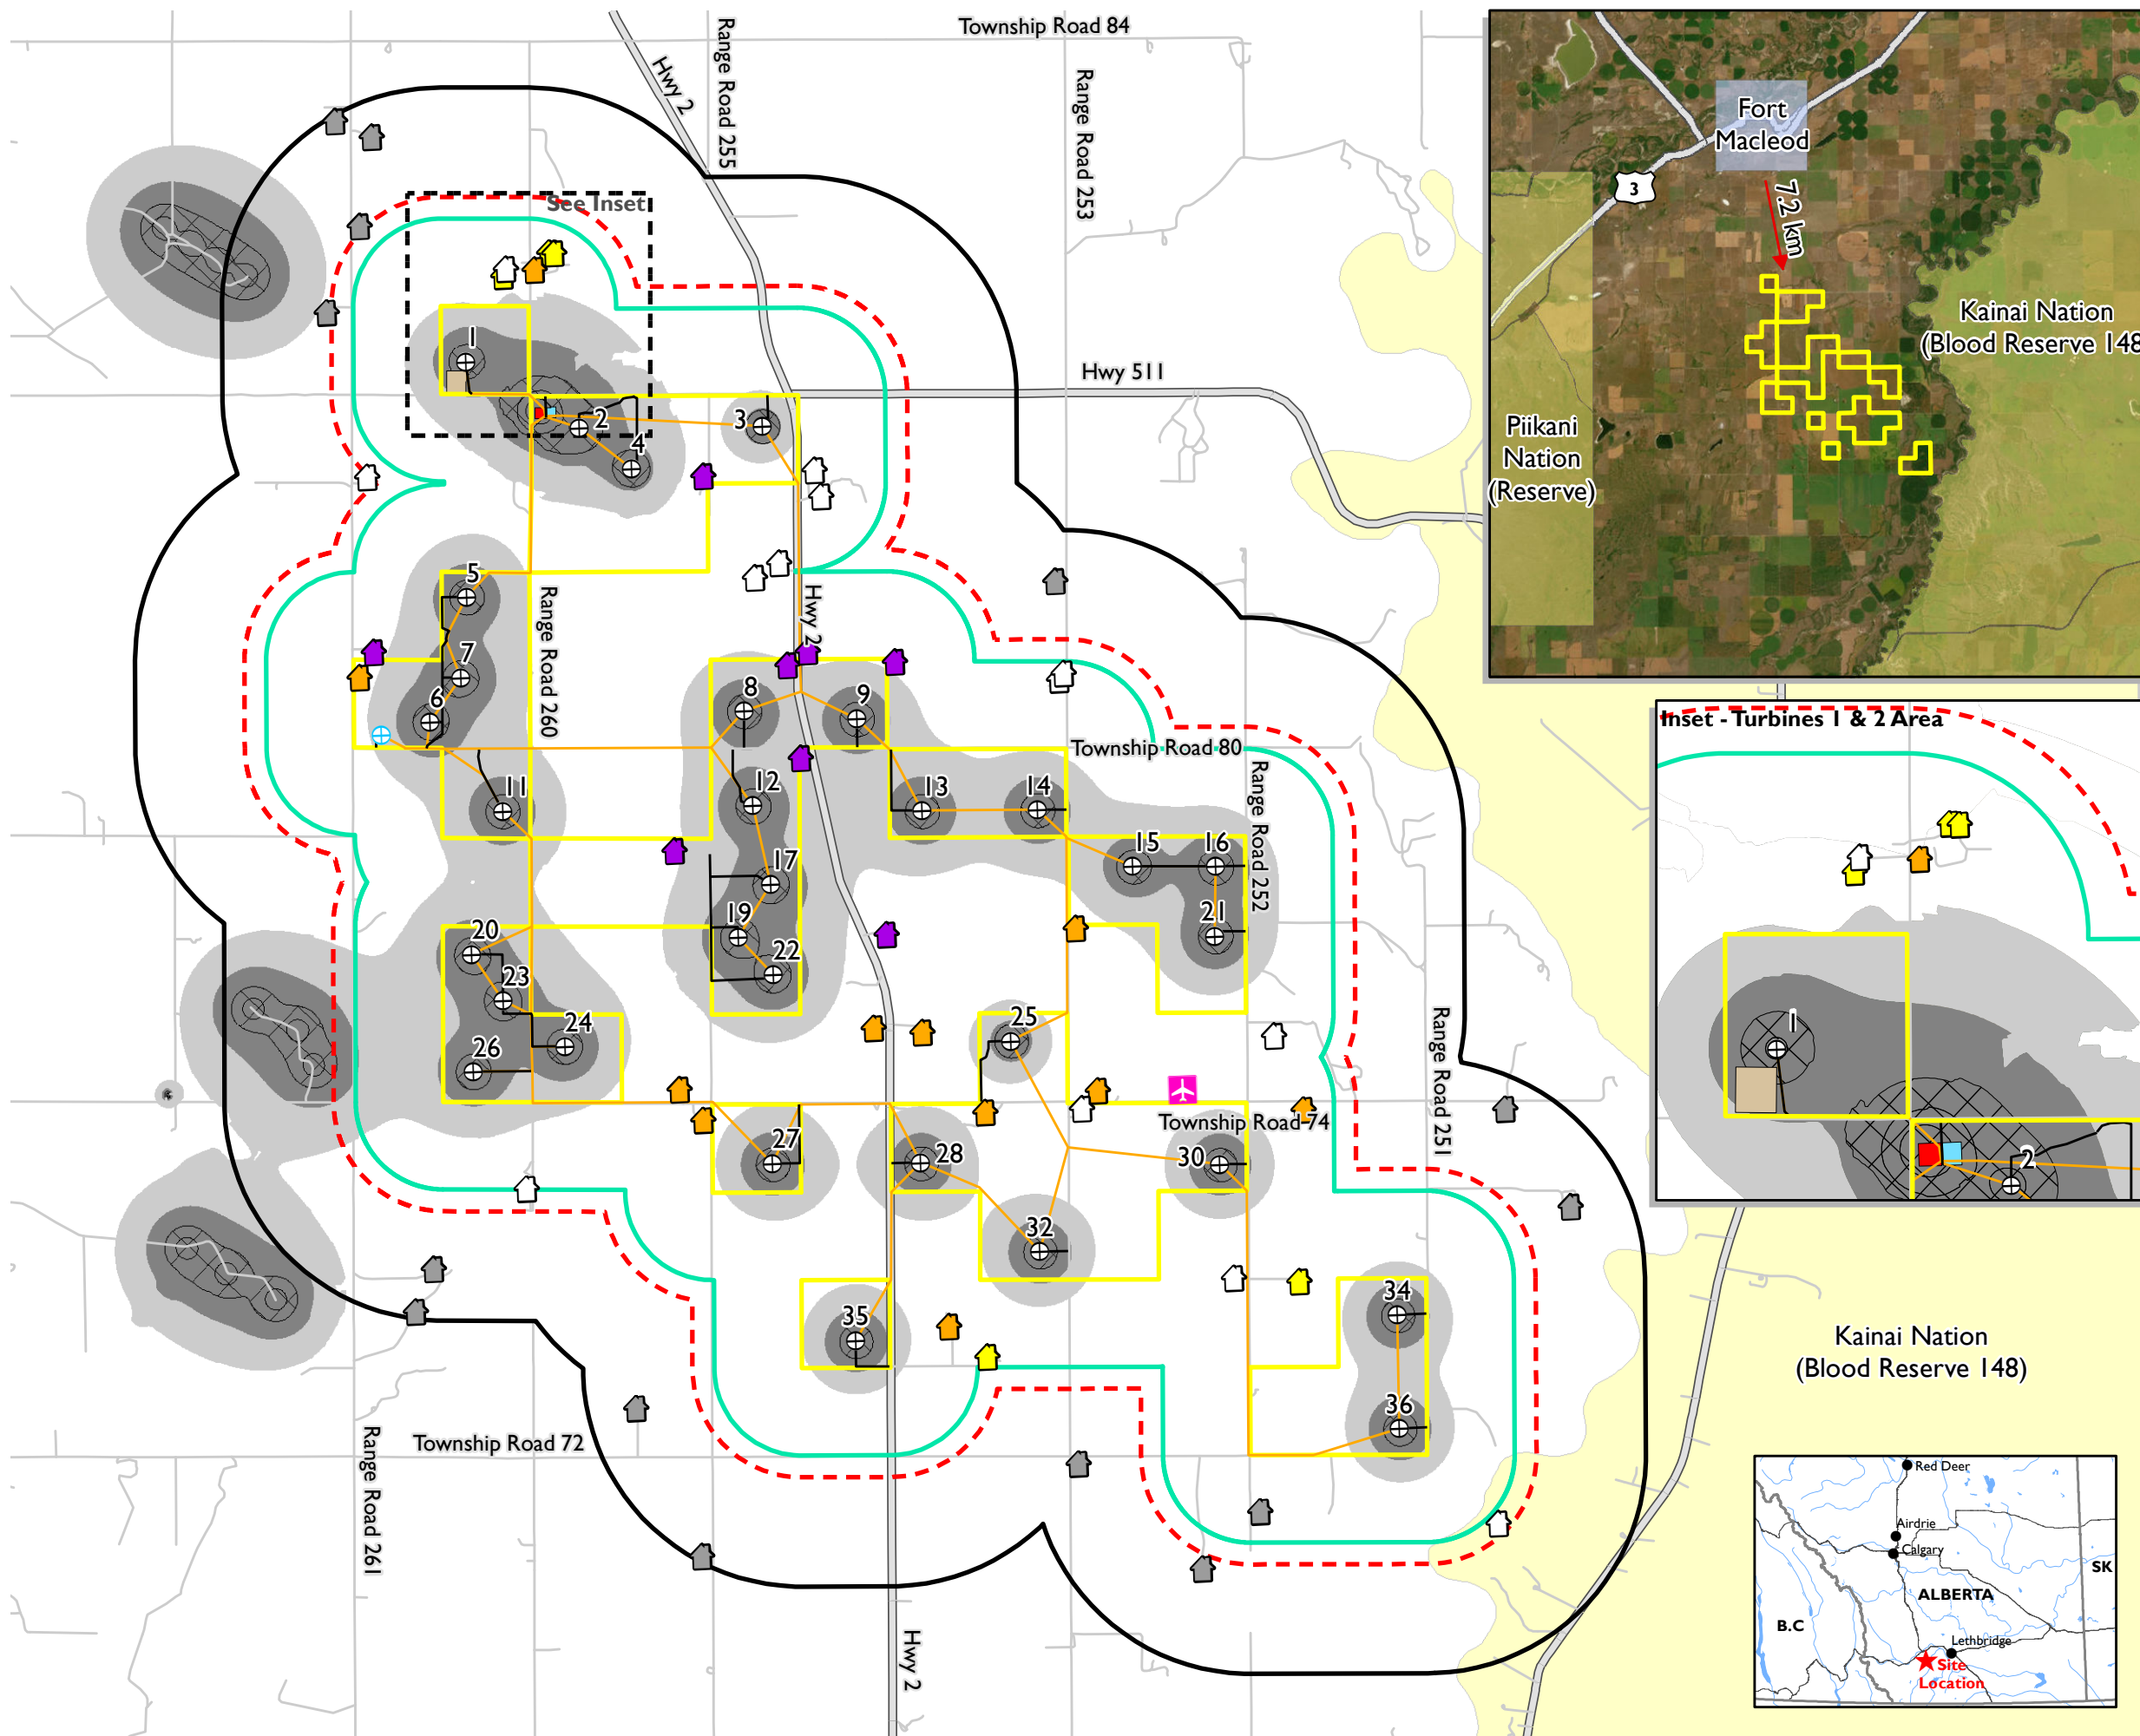 Township Road 84
Hwy 2
Range Road 255
Range Road 253
See Inset
1
2
3
4
Hwy 511
5
7
6
Range Road 260
Hwy 2
8
9
Township Road 80
11
12
13
14
15
16
Range Road 252
17
19
21
22
20
23
24
26
25
Range Road 251
Township Road 74
27
28
30
32
34
35
36
Township Road 72
Range Road 261
Hwy 2
Kainai Nation
(Blood Reserve 148)
Fort
Macleod
3
7.2 km
Kainai Nation
(Blood Reserve 148
Piikani
Nation
(Reserve)
Inset - Turbines 1 & 2 Area
1
2
Red Deer
Airdrie
Calgary
SK
ALBERTA
B.C
Lethbridge
Site
Location